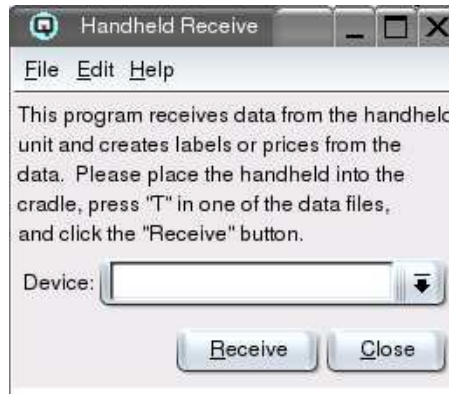 Handheld Receive
File Edit Help
This program receives data from the handheld
unit and creates labels or prices from the
data. Please place the handheld into the
cradle, press "T" in one of the data files,
and click the "Receive" button.
Device:
Receive Close